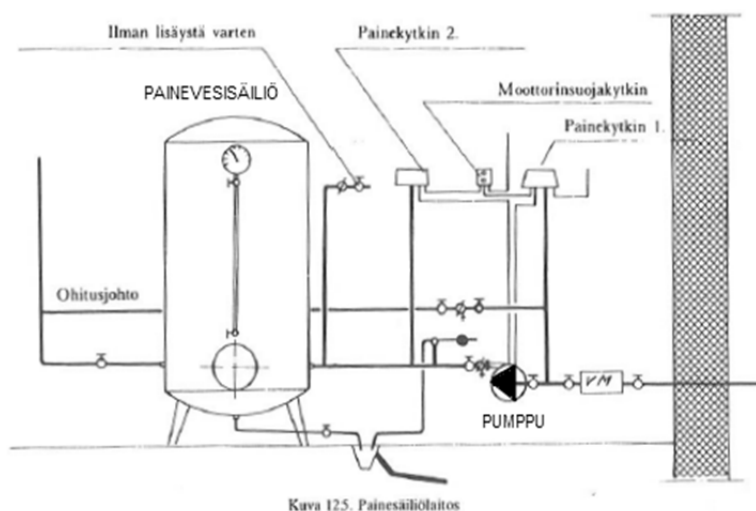 Ilman lisäystä varten
Painekytkin 2.
Moottorinsuojakytkin
PAINEVESISÄILIÖ
Painekytkin 1.
Ohitusjohto
VM
PUMPPU
Kuva 125. Painesäiliölaitos